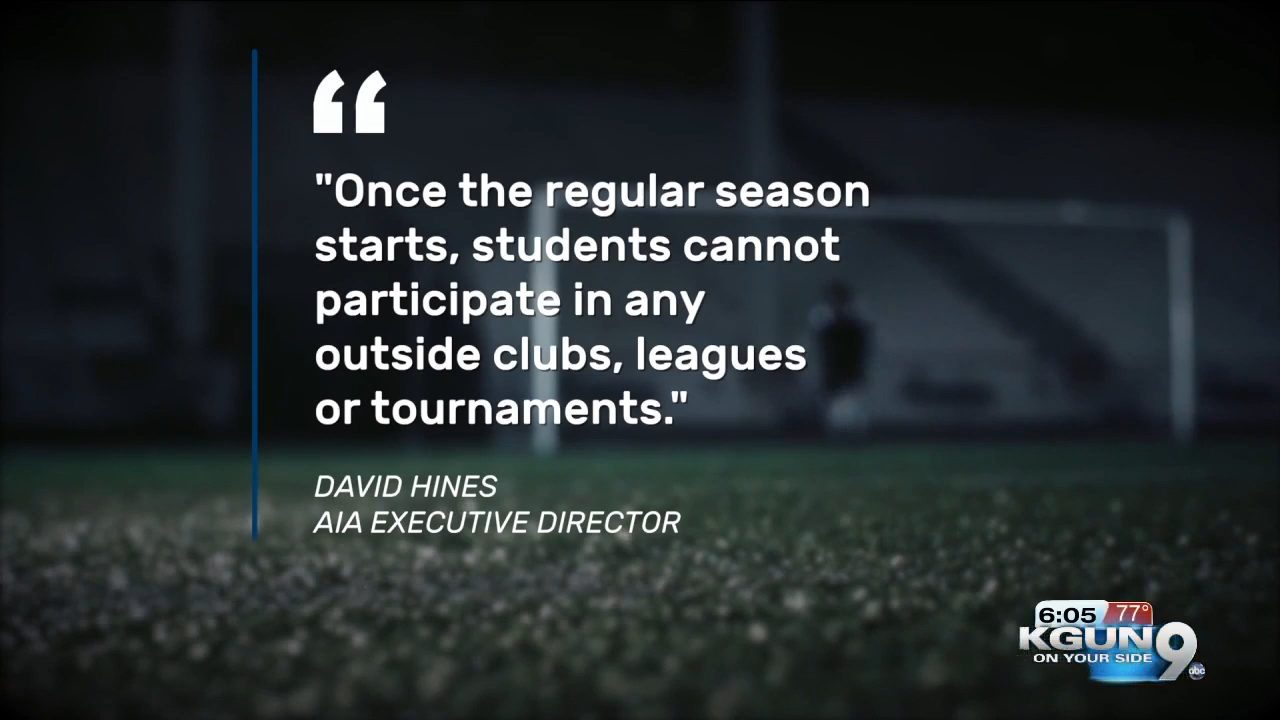 "Once the regular season
starts, students cannot
participate in any
outside clubs, leagues
or tournaments."
DAVID HINES
AIA EXECUTIVE DIRECTOR
6:05 77°
KGUN 9
ON YOUR SIDE
abc